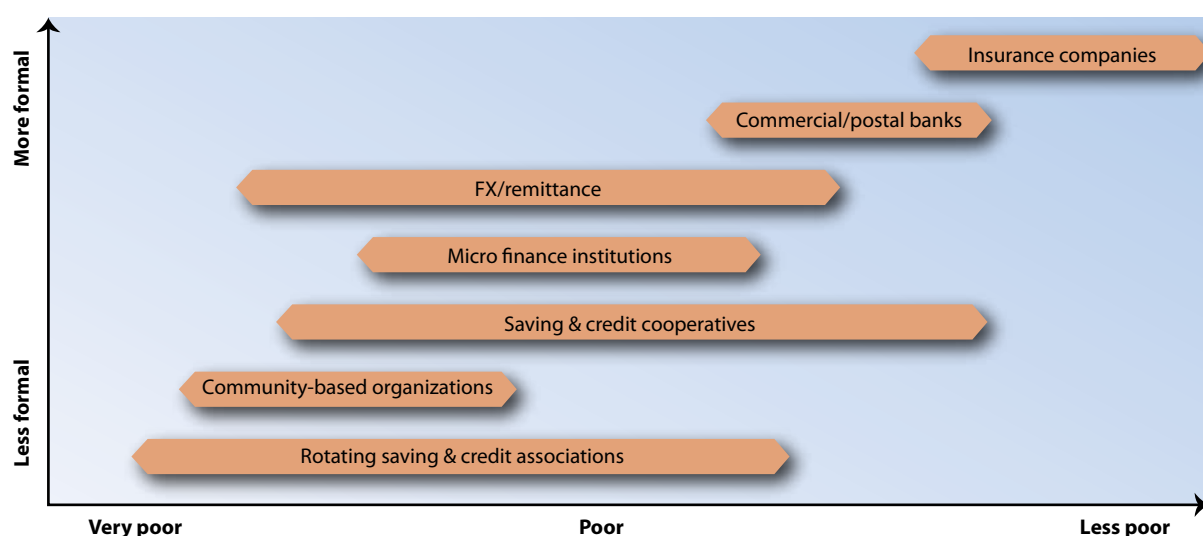 More formal
Less formal
Insurance companies
Commercial/postal banks
FX/remittance
Micro finance institutions
Saving & credit cooperatives
Community-based organizations
Rotating saving & credit associations
Very poor
Poor
Less poor